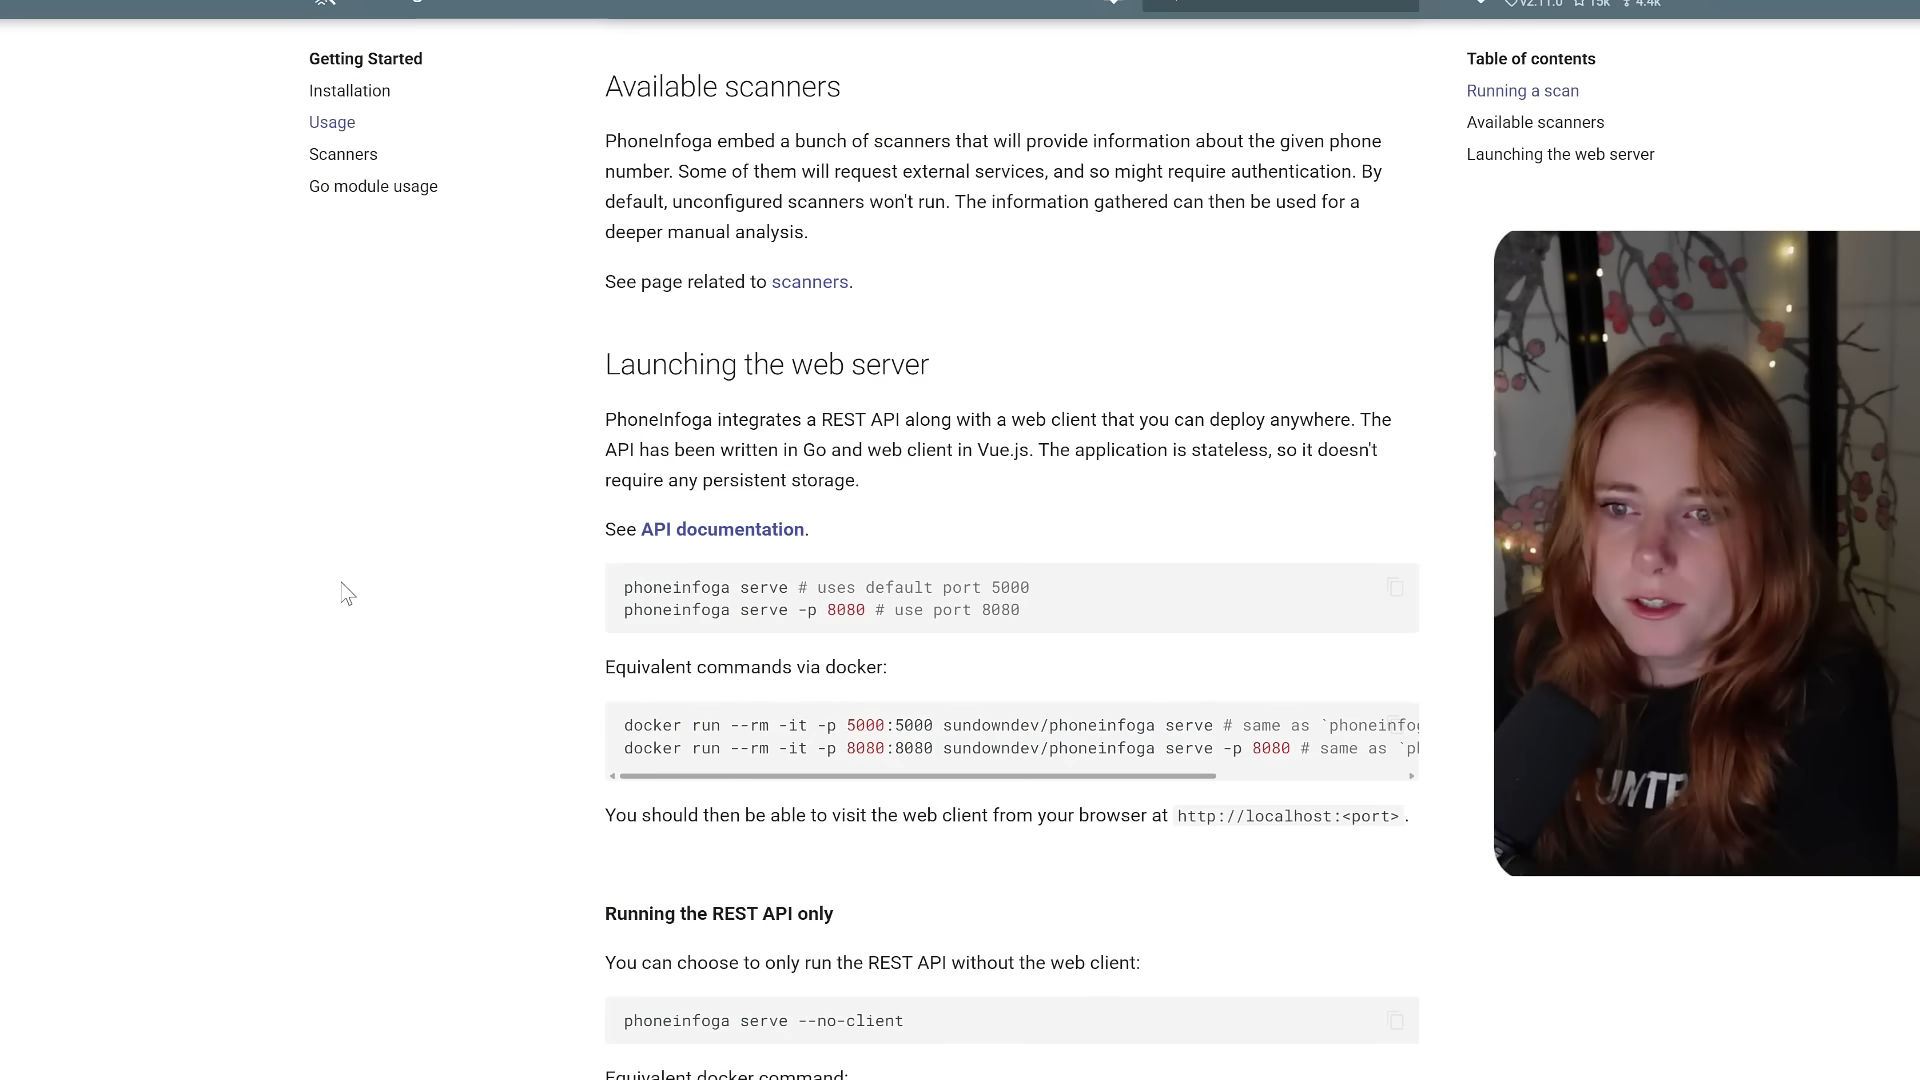 v2.11.0 15k 4.4k
Getting Started
Installation
Usage
Scanners
Go module usage
Available scanners
PhoneInfoga embed a bunch of scanners that will provide information about the given phone
number. Some of them will request external services, and so might require authentication. By
default, unconfigured scanners won't run. The information gathered can then be used for a
deeper manual analysis.
See page related to scanners.
Launching the web server
PhoneInfoga integrates a REST API along with a web client that you can deploy anywhere. The
API has been written in Go and web client in Vue.js. The application is stateless, so it doesn't
require any persistent storage.
See API documentation.
phoneinfoga serve # uses default port 5000
phoneinfoga serve -p 8080 # use port 8080
Equivalent commands via docker:
docker run --rm -it -p 5000:5000 sundowndev/phoneinfoga serve # same as `phoneinfog
docker run --rm -it -p 8080:8080 sundowndev/phoneinfoga serve -p 8080 # same as `ph
You should then be able to visit the web client from your browser at http://localhost:<port> .
Running the REST API only
You can choose to only run the REST API without the web client:
phoneinfoga serve --no-client
Equivalent docker command:
Table of contents
Running a scan
Available scanners
Launching the web server